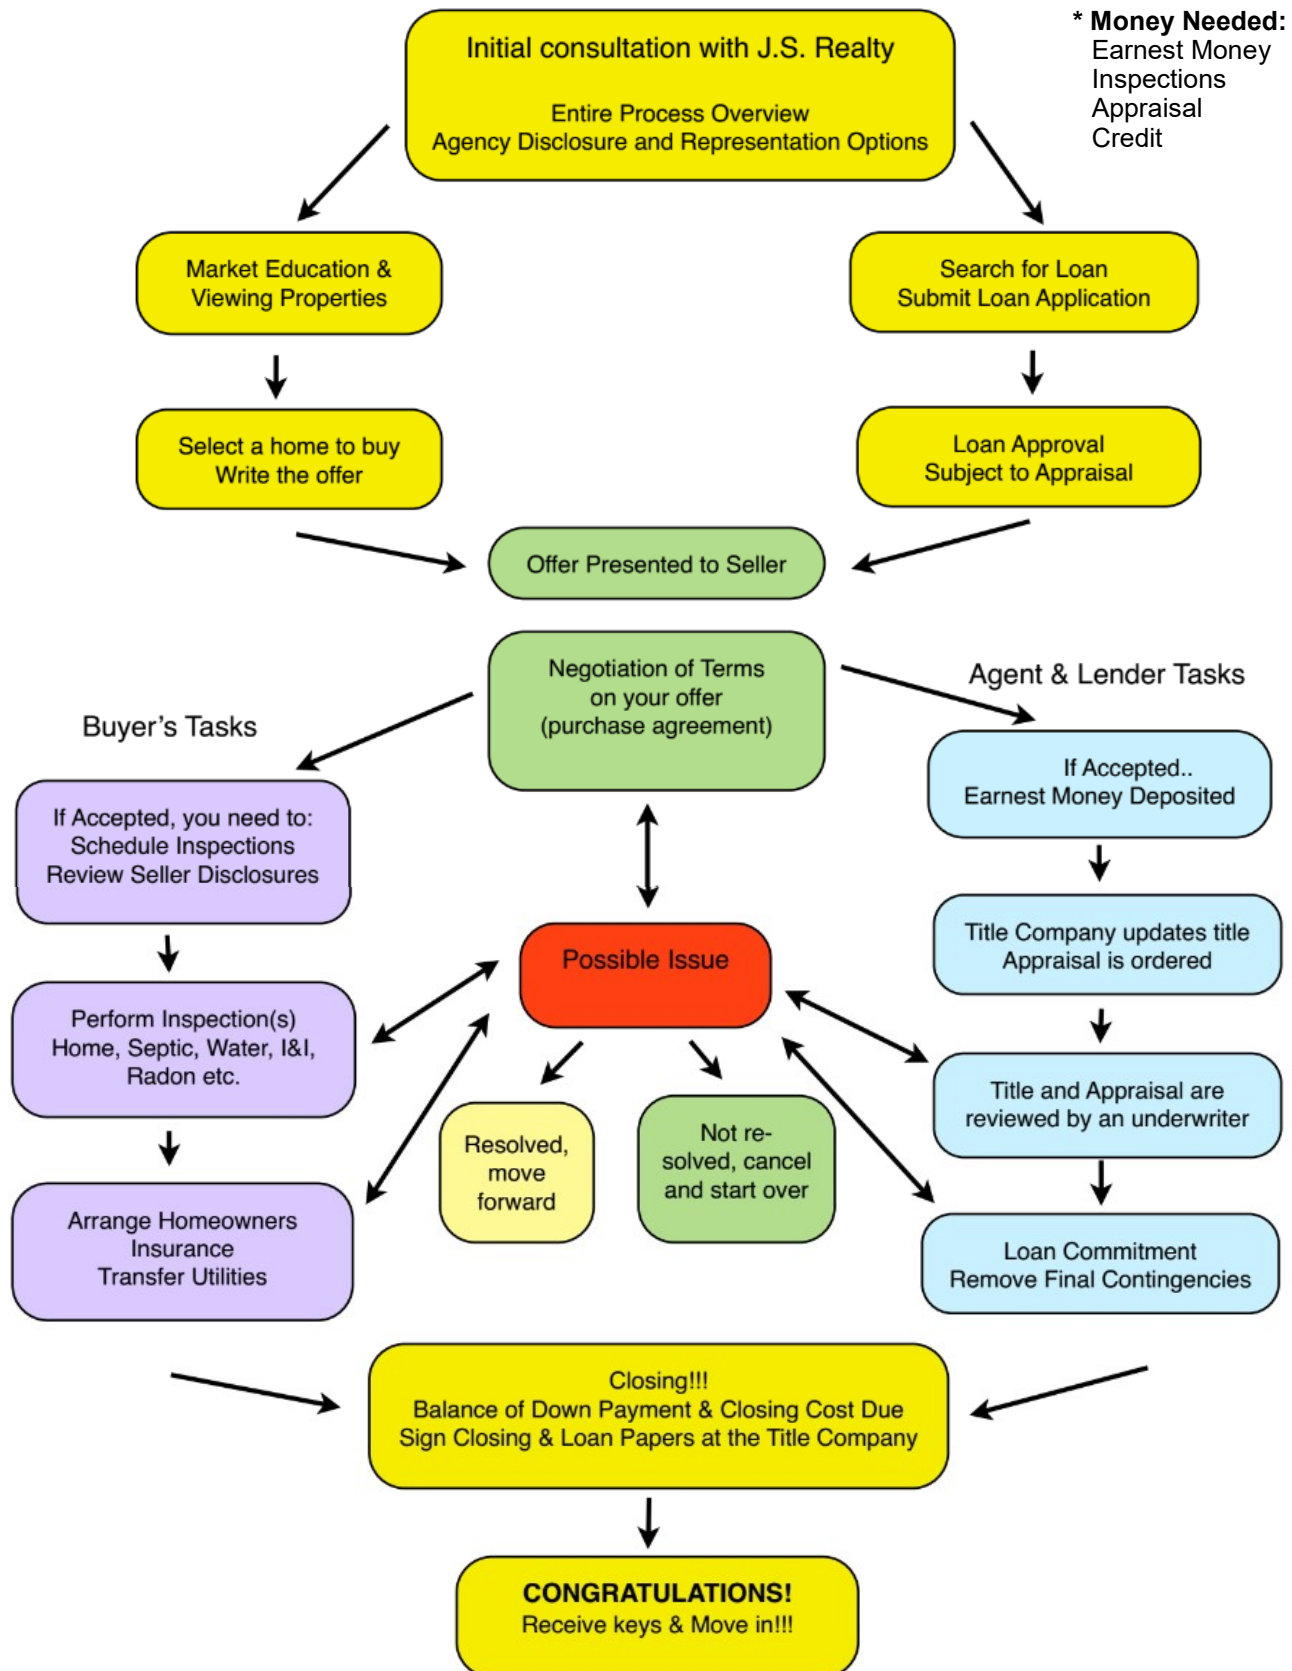 Initial consultation with J.S. Realty
Entire Process Overview
Agency Disclosure and Representation Options
* Money Needed:
Earnest Money
Inspections
Appraisal
Credit
Market Education &
Viewing Properties
Search for Loan
Submit Loan Application
Select a home to buy
Write the offer
Loan Approval
Subject to Appraisal
Offer Presented to Seller
Negotiation of Terms
on your offer
(purchase agreement)
Buyer's Tasks
Agent & Lender Tasks
If Accepted, you need to:
Schedule Inspections
Review Seller Disclosures
If Accepted..
Earnest Money Deposited
Possible Issue
Title Company updates title
Appraisal is ordered
Perform Inspection(s)
Home, Septic, Water, I&I,
Radon etc.
Title and Appraisal are
reviewed by an underwriter
Resolved,
move
forward
Not re-
solved, cancel
and start over
Arrange Homeowners
Insurance
Transfer Utilities
Loan Commitment
Remove Final Contingencies
Closing!!!
Balance of Down Payment & Closing Cost Due
Sign Closing & Loan Papers at the Title Company
CONGRATULATIONS!
Receive keys & Move in!!!